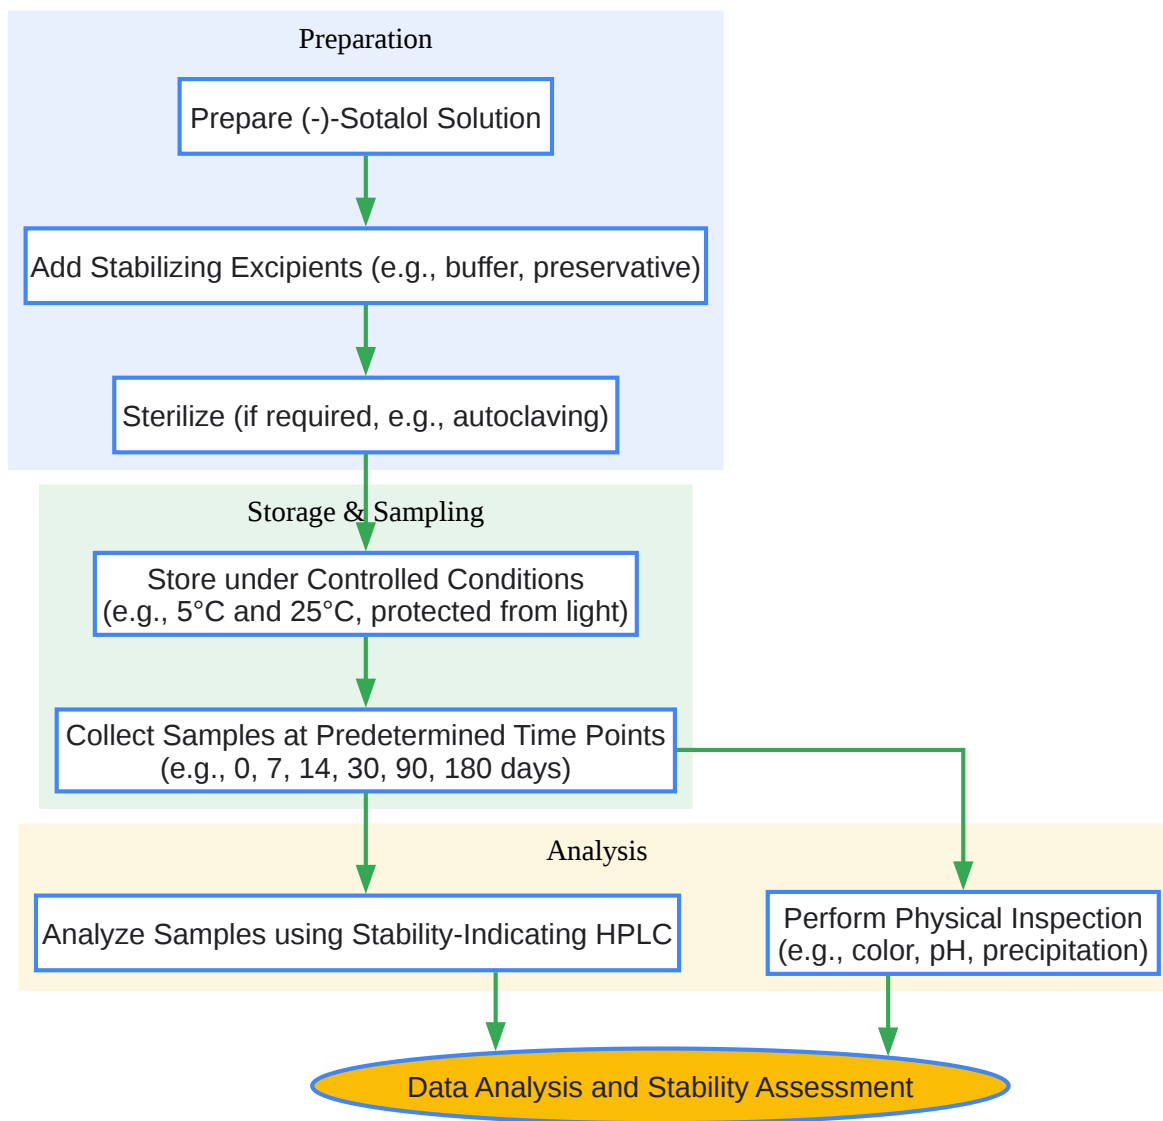 Preparation
Prepare (-)-Sotalol Solution
Add Stabilizing Excipients (e.g., buffer, preservative)
Sterilize (if required, e.g., autoclaving)
Storage & Sampling
Store under Controlled Conditions
(e.g., 5°C and 25°C, protected from light)
Collect Samples at Predetermined Time Points
(e.g., 0, 7, 14, 30, 90, 180 days)
Analysis
Analyze Samples using Stability-Indicating HPLC
Perform Physical Inspection
(e.g., color, pH, precipitation)
Data Analysis and Stability Assessment